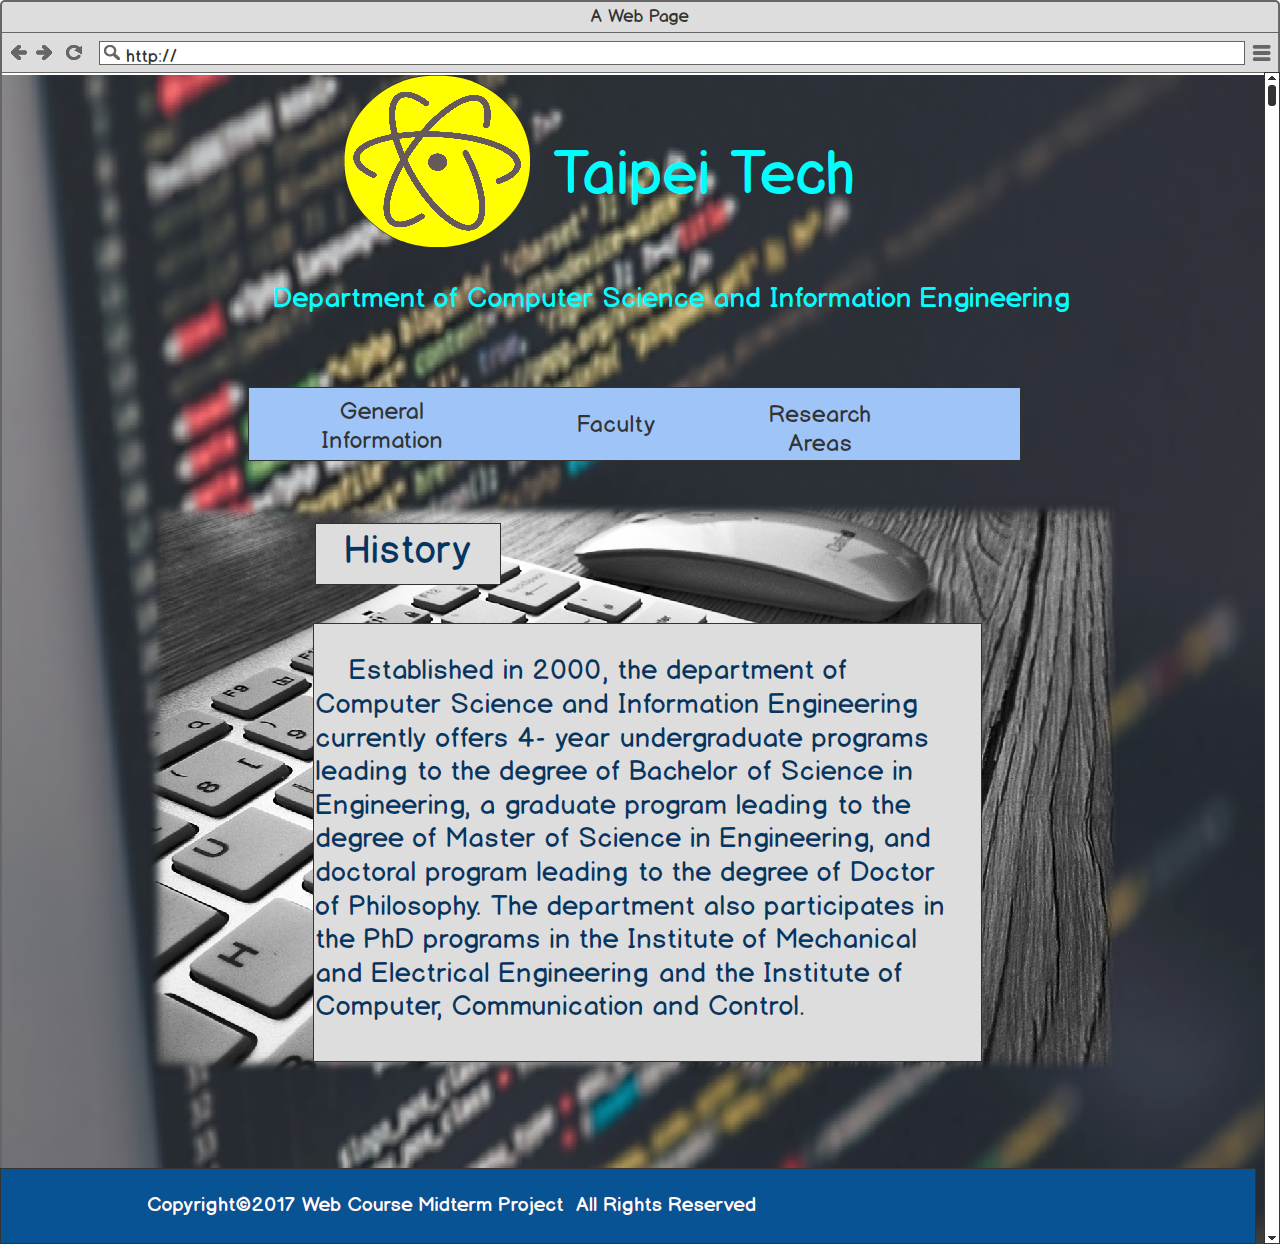 A Web Page
http://
Taipei Tech
Department of Computer Science and Information Engineering
General
Information
Faculty
Research
Areas
History
Established in 2000, the department of
Computer Science and Information Engineering
currently offers 4- year undergraduate programs
leading to the degree of Bachelor of Science in
Engineering, a graduate program leading to the
degree of Master of Science in Engineering, and
doctoral program leading to the degree of Doctor
of Philosophy. The department also participates in
the PhD programs in the Institute of Mechanical
and Electrical Engineering and the Institute of
Computer, Communication and Control.
Copyright©2017 Web Course Midterm Project  All Rights Reserved